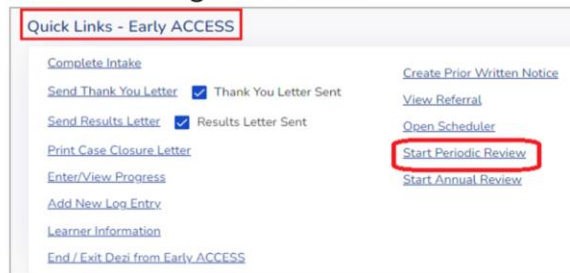 Quick Links - Early ACCESS
Complete Intake
Send Thank You Letter Thank You Letter Sent
Send Results Letter Results Letter Sent
Print Case Closure Letter
Enter/View Progress
Add New Log Entry
Learner Information
End / Exit Dezi from Early ACCESS
Create Prior Written Notice
View Referral
Open Scheduler
Start Periodic Review
Start Annual Review